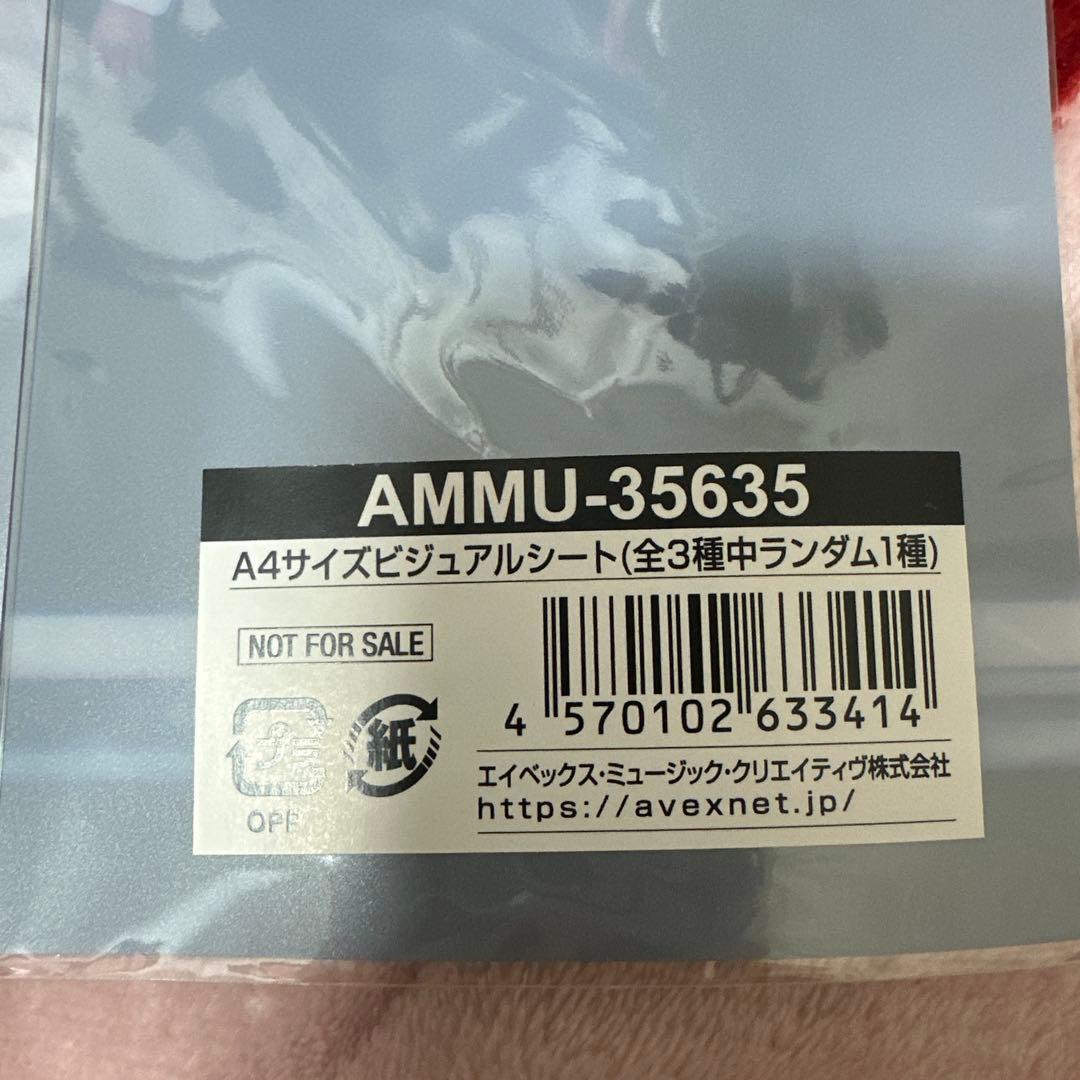 AMMU-35635
A4サイズビジュアルシート(全3種中ランダム1種)
NOT FOR SALE
プラ
紙
OPP
4 570102 633414
エイベックス・ミュージック・クリエイティヴ株式会社
https://avexnet.jp/